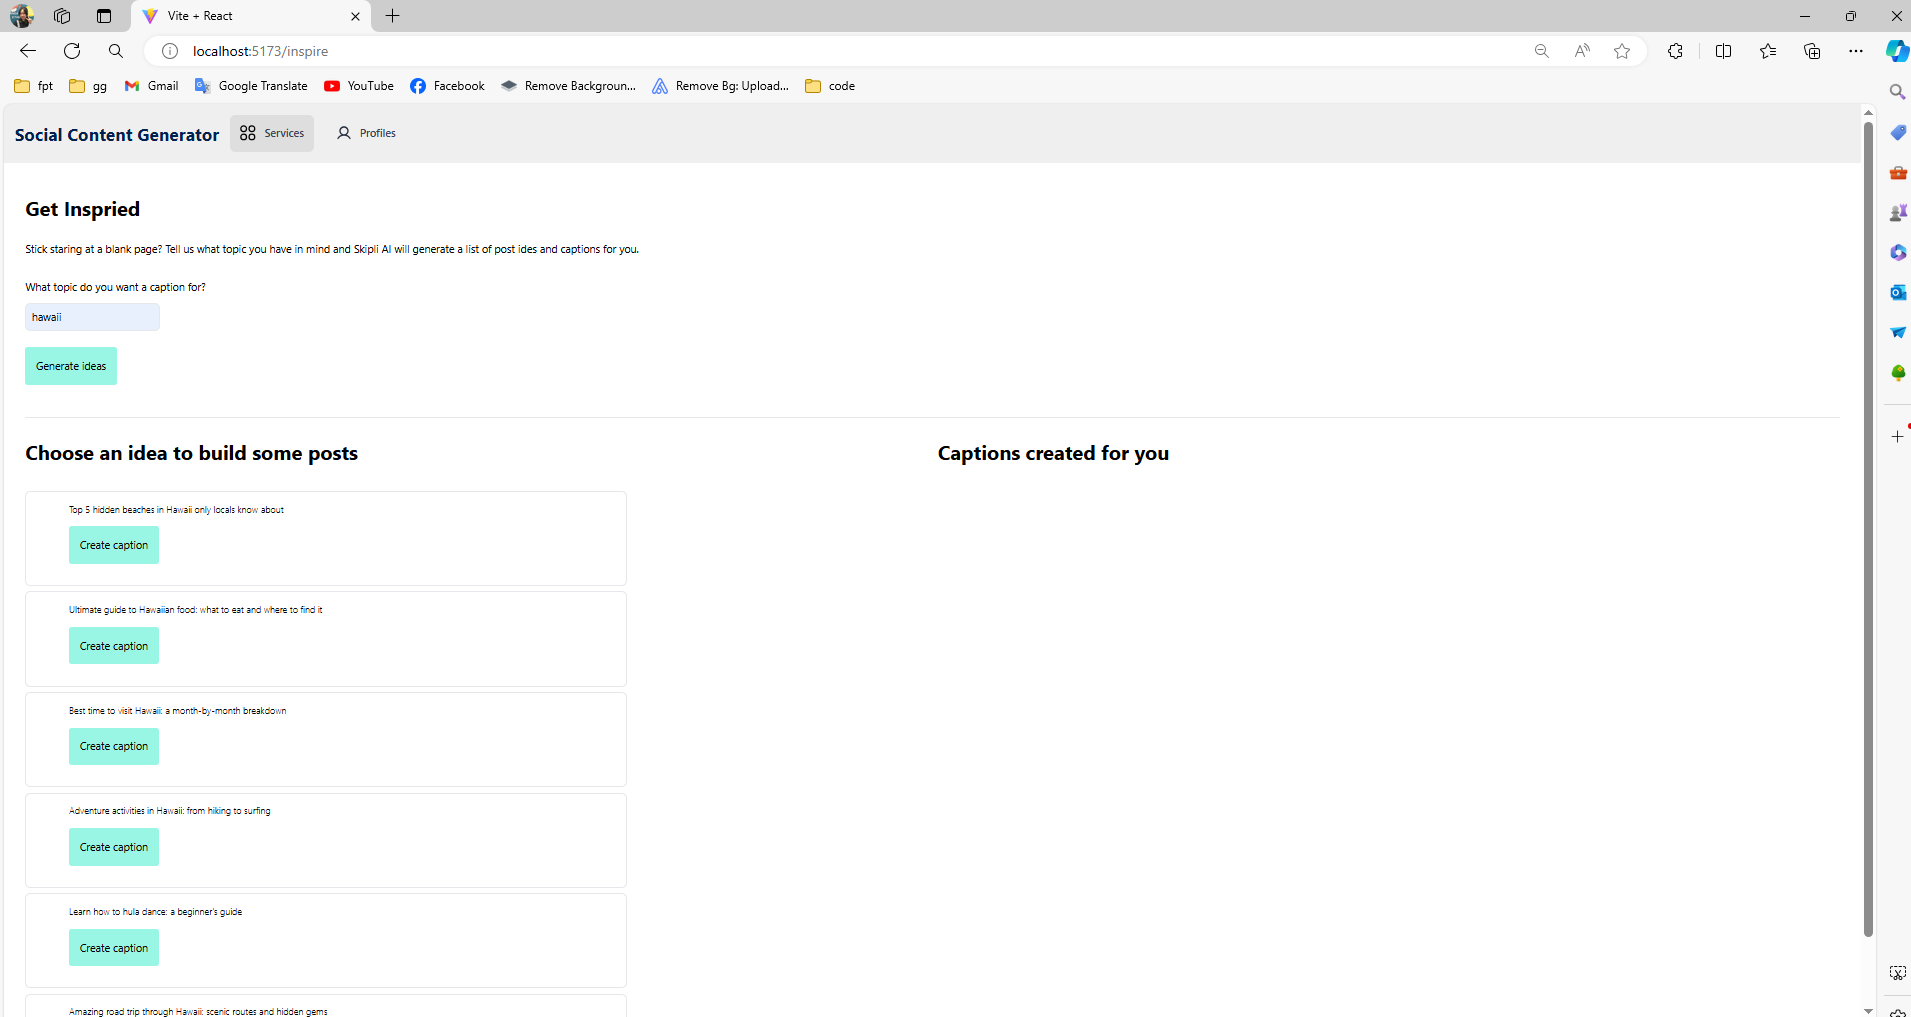 Vite + React
localhost:5173/inspire
fpt
gg
Gmail
Google Translate
YouTube
Facebook
Remove Backgroun...
Remove Bg: Upload...
code
Social Content Generator
Services
Profiles
Get Inspried
Stick staring at a blank page? Tell us what topic you have in mind and Skipli AI will generate a list of post ides and captions for you.
What topic do you want a caption for?
hawaii
Generate ideas
Choose an idea to build some posts
Captions created for you
Top 5 hidden beaches in Hawaii only locals know about
Create caption
Ultimate guide to Hawaiian food: what to eat and where to find it
Create caption
Best time to visit Hawaii: a month-by-month breakdown
Create caption
Adventure activities in Hawaii: from hiking to surfing
Create caption
Learn how to hula dance: a beginner's guide
Create caption
Amazing road trip through Hawaii: scenic routes and hidden gems